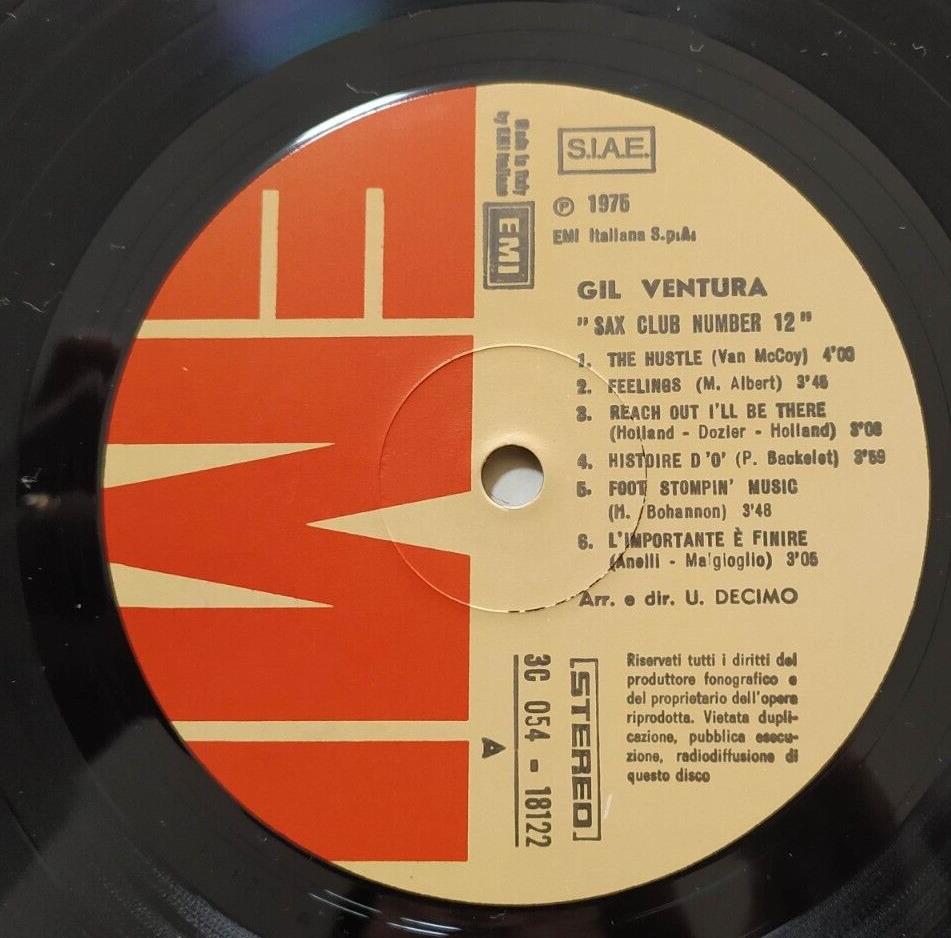 EMI
Made in Italy
by EMI Italiana
EMI
S.I.A.E.
℗ 1975
EMI Italiana S.p.A.
GIL VENTURA
"SAX CLUB NUMBER 12"
1. THE HUSTLE (Van McCoy) 4'00
2. FEELINGS (M. Albert) 3'45
3. REACH OUT I'LL BE THERE
(Holland - Dozier - Holland) 3'08
4. HISTOIRE D'O' (P. Backelet) 3'59
5. FOOT STOMPIN' MUSIC
(H. Bohannon) 3'48
6. L'IMPORTANTE È FINIRE
(Anelli - Malgioglio) 3'05
Arr. e dir. U. DECIMO
STEREO
3C 054 - 18122
A
Riservati tutti i diritti del
produttore fonografico e
del proprietario dell'opera
riprodotta. Vietata dupli-
cazione, pubblica esecu-
zione, radiodiffusione di
questo disco